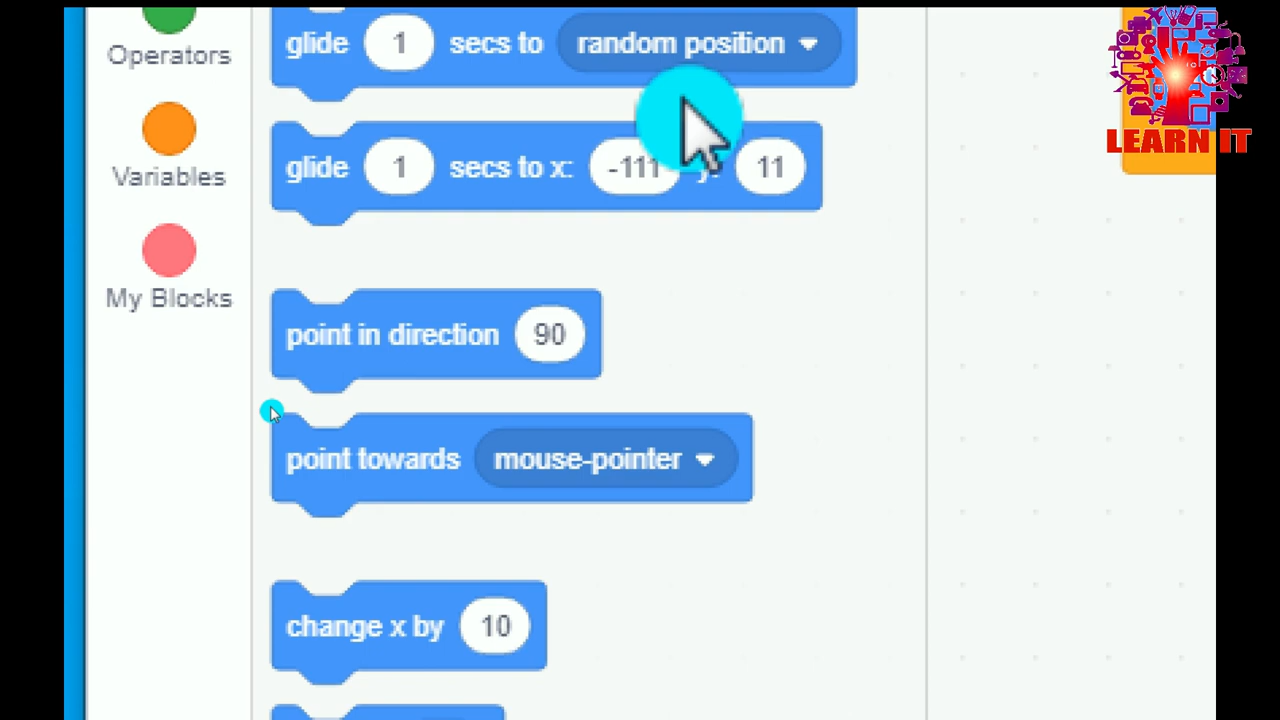 Operators
Variables
My Blocks
glide 1 secs to random position
glide 1 secs to x: -111 y: 11
point in direction 90
point towards mouse-pointer
change x by 10
LEARN IT